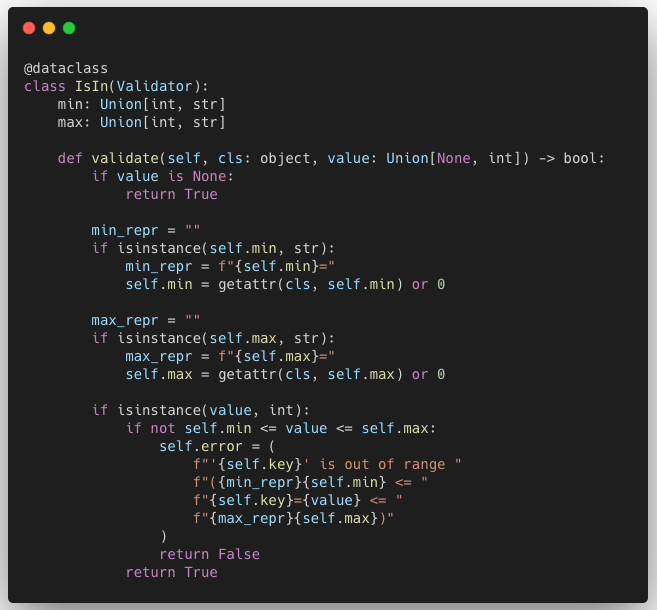 @dataclass
class IsIn(Validator):
    min: Union[int, str]
    max: Union[int, str]

    def validate(self, cls: object, value: Union[None, int]) -> bool:
        if value is None:
            return True

        min_repr = ""
        if isinstance(self.min, str):
            min_repr = f"{self.min}="
            self.min = getattr(cls, self.min) or 0

        max_repr = ""
        if isinstance(self.max, str):
            max_repr = f"{self.max}="
            self.max = getattr(cls, self.max) or 0

        if isinstance(value, int):
            if not self.min <= value <= self.max:
                self.error = (
                    f"'{self.key}' is out of range "
                    f"({min_repr}{self.min} <= "
                    f"{self.key}={value} <= "
                    f"{max_repr}{self.max})"
                )
                return False
            return True